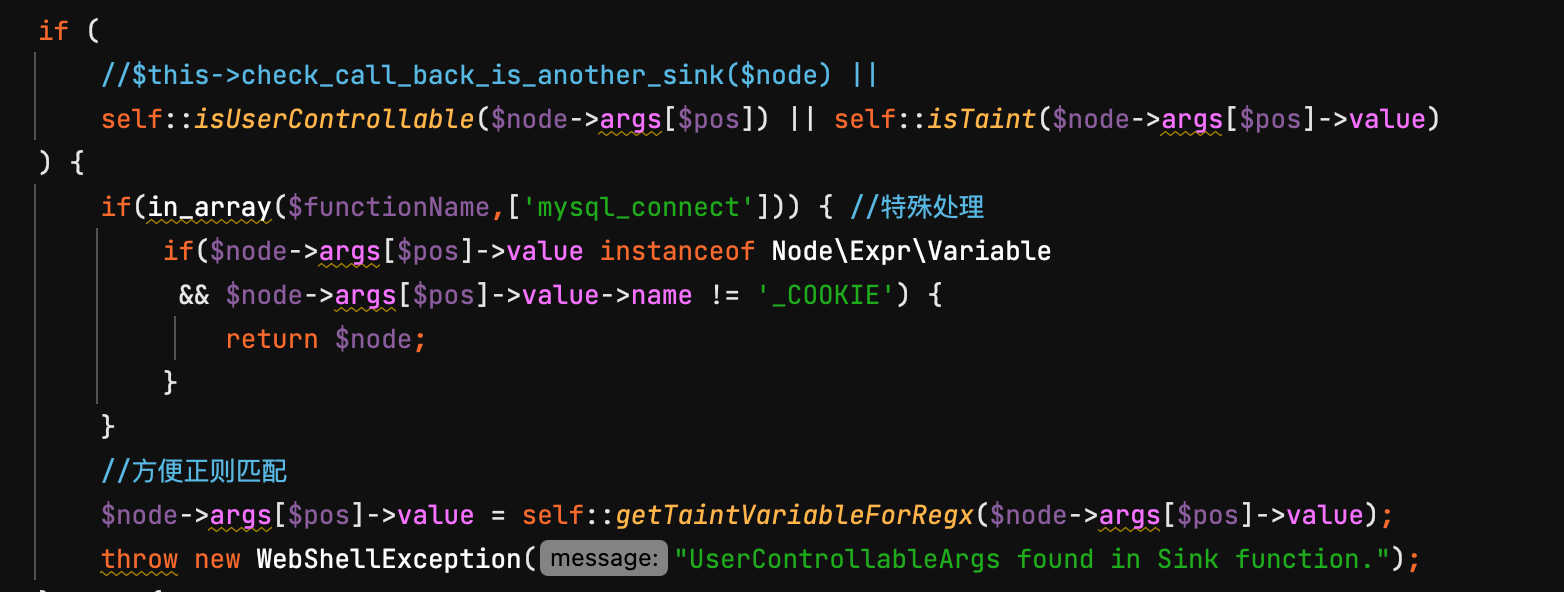 if (
//$this->check_call_back_is_another_sink($node) ||
self::isUserControllable($node->args[$pos]) || self::isTaint($node->args[$pos]->value)
) {
if(in_array($functionName,['mysql_connect'])) { //特殊处理
if($node->args[$pos]->value instanceof Node\Expr\Variable
&& $node->args[$pos]->value->name != '_COOKIE') {
return $node;
}
}
//方便正则匹配
$node->args[$pos]->value = self::getTaintVariableForRegx($node->args[$pos]->value);
throw new WebShellException( message: "UserControllableArgs found in Sink function.");